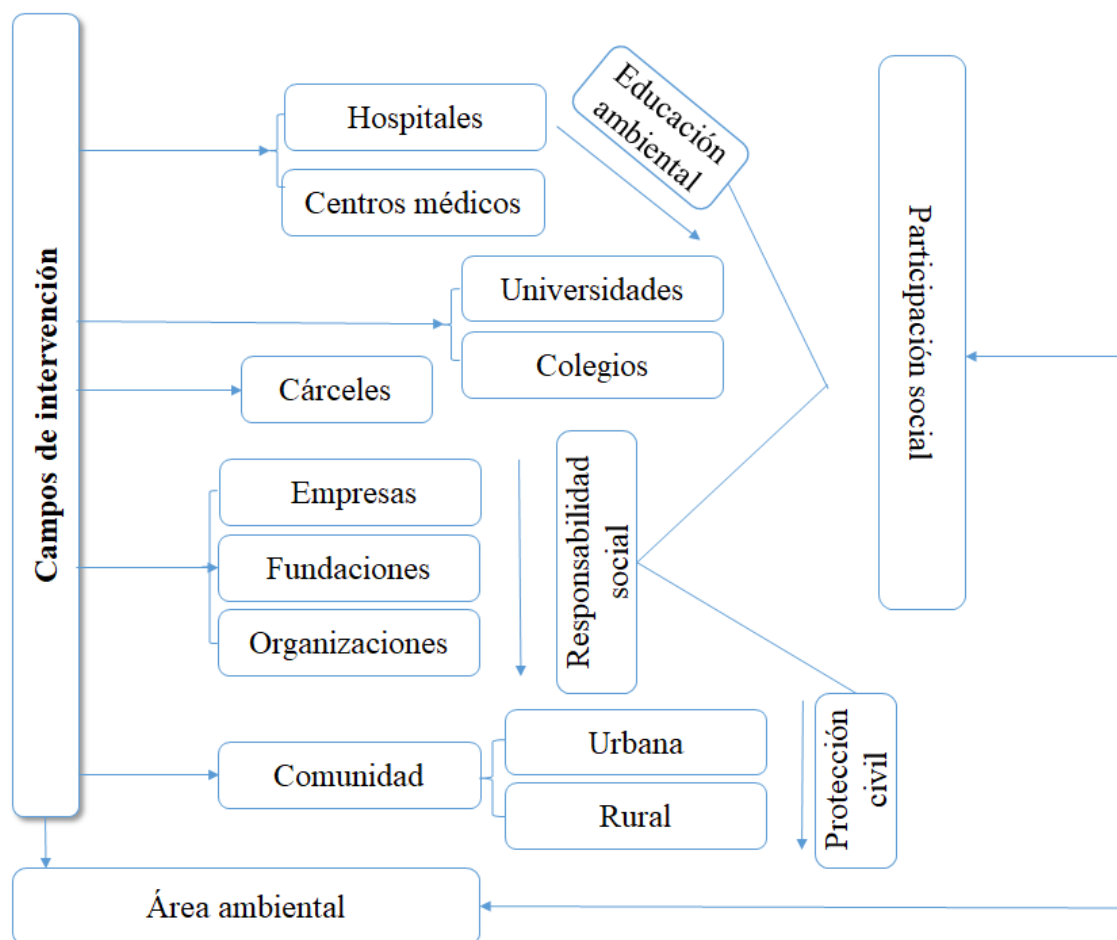 Campos de intervención
Hospitales
Centros médicos
Educación
ambiental
Universidades
Colegios
Cárceles
Empresas
Fundaciones
Organizaciones
Responsabilidad
social
Participación social
Comunidad
Urbana
Rural
Protección
civil
Área ambiental